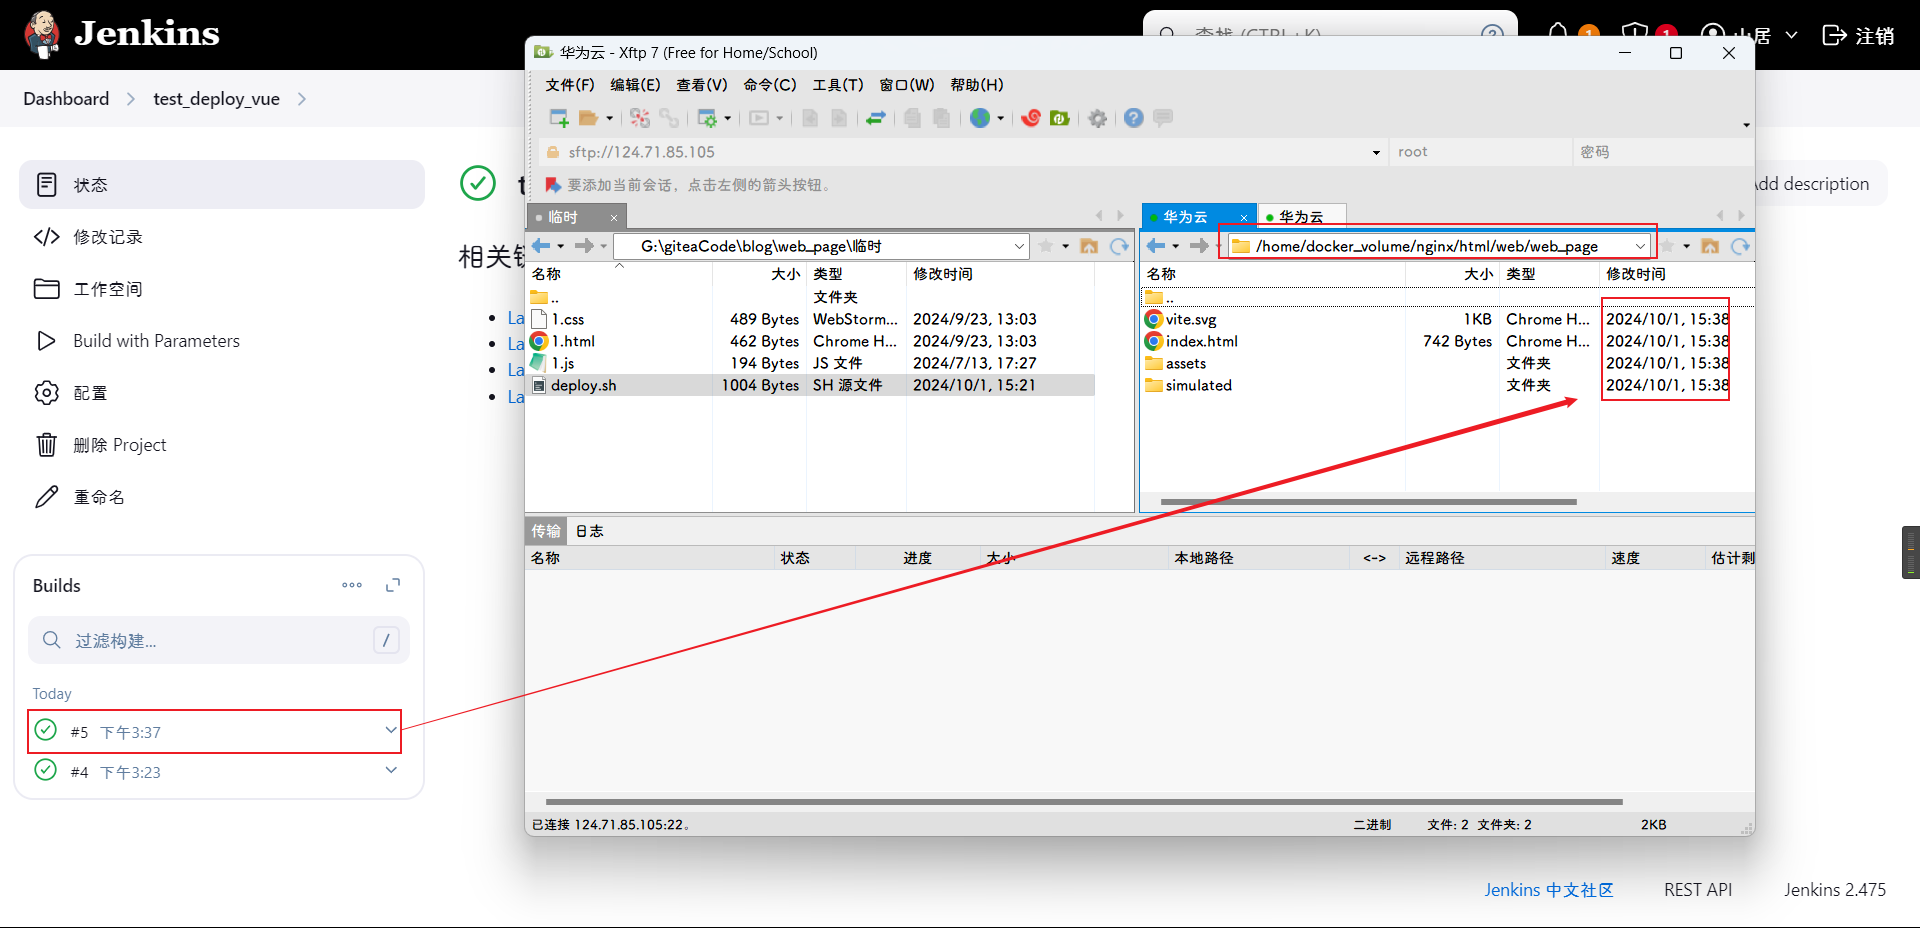 Jenkins
1
1
居
注销
华为云 - Xftp 7 (Free for Home/School)
Dashboard
test_deploy_vue
文件(F) 编辑(E) 查看(V) 命令(C) 工具(T) 窗口(W) 帮助(H)
sftp://124.71.85.105
root
密码
要添加当前会话，点击左侧的箭头按钮。
状态
修改记录
工作空间
Build with Parameters
配置
删除 Project
重命名
Add description
相关
La
La
La
La
临时
G:\giteaCode\blog\web_page\临时
名称 大小 类型 修改时间
.. 文件夹
1.css 489 Bytes WebStorm... 2024/9/23, 13:03
1.html 462 Bytes Chrome H... 2024/9/23, 13:03
1.js 194 Bytes JS 文件 2024/7/13, 17:27
deploy.sh 1004 Bytes SH 源文件 2024/10/1, 15:21
华为云
华为云
/home/docker_volume/nginx/html/web/web_page
名称 大小 类型 修改时间
..
vite.svg 1KB Chrome H... 2024/10/1, 15:38
index.html 742 Bytes Chrome H... 2024/10/1, 15:38
assets 文件夹 2024/10/1, 15:38
simulated 文件夹 2024/10/1, 15:38
传输 日志
名称 状态 进度 大小 本地路径 <-> 远程路径 速度 估计剩
Builds
过滤构建...
/
Today
#5 下午3:37
#4 下午3:23
已连接 124.71.85.105:22。
二进制 文件: 2 文件夹: 2 2KB
Jenkins 中文社区
REST API
Jenkins 2.475